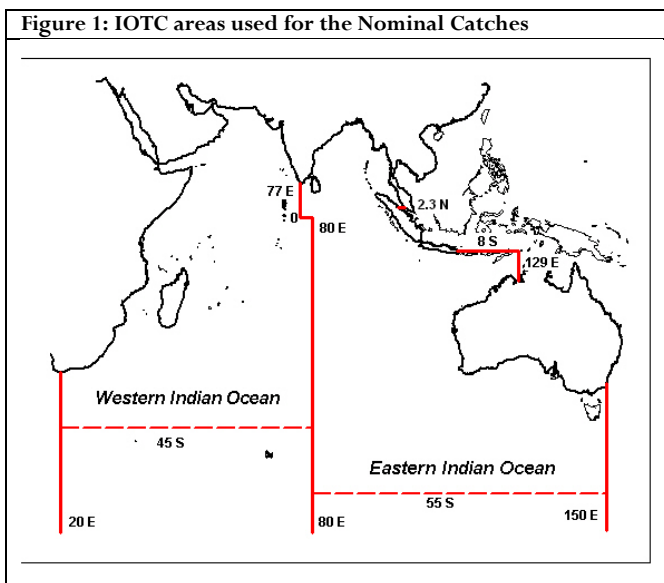 Figure 1: IOTC areas used for the Nominal Catches
77 E
2.3 N
0
80 E
8 S
129 E
Western Indian Ocean
45 S
Eastern Indian Ocean
55 S
20 E
80 E
150 E